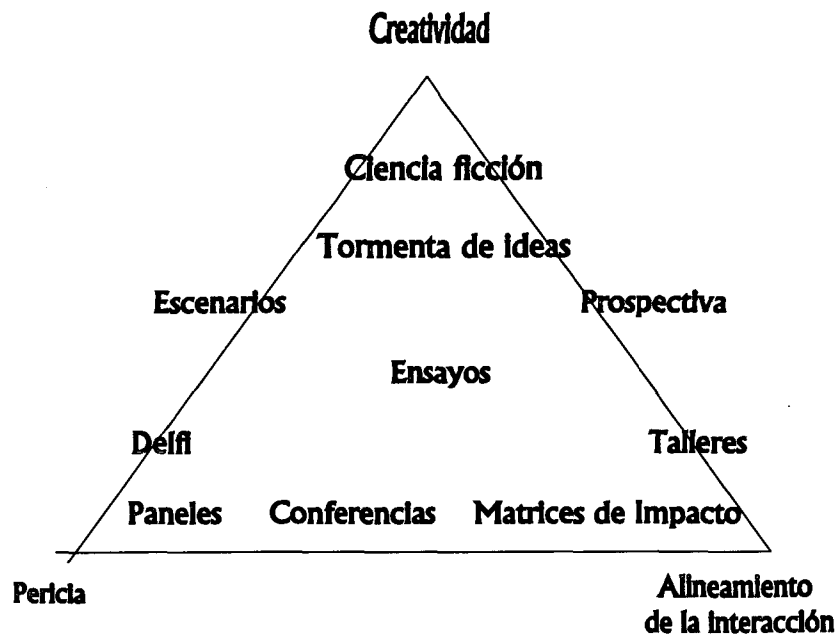 Creatividad
Ciencia ficción
Tormenta de ideas
Escenarios
Prospectiva
Ensayos
Delfi
Talleres
Paneles
Conferencias
Matrices de Impacto
Pericia
Alineamiento
de la interacción